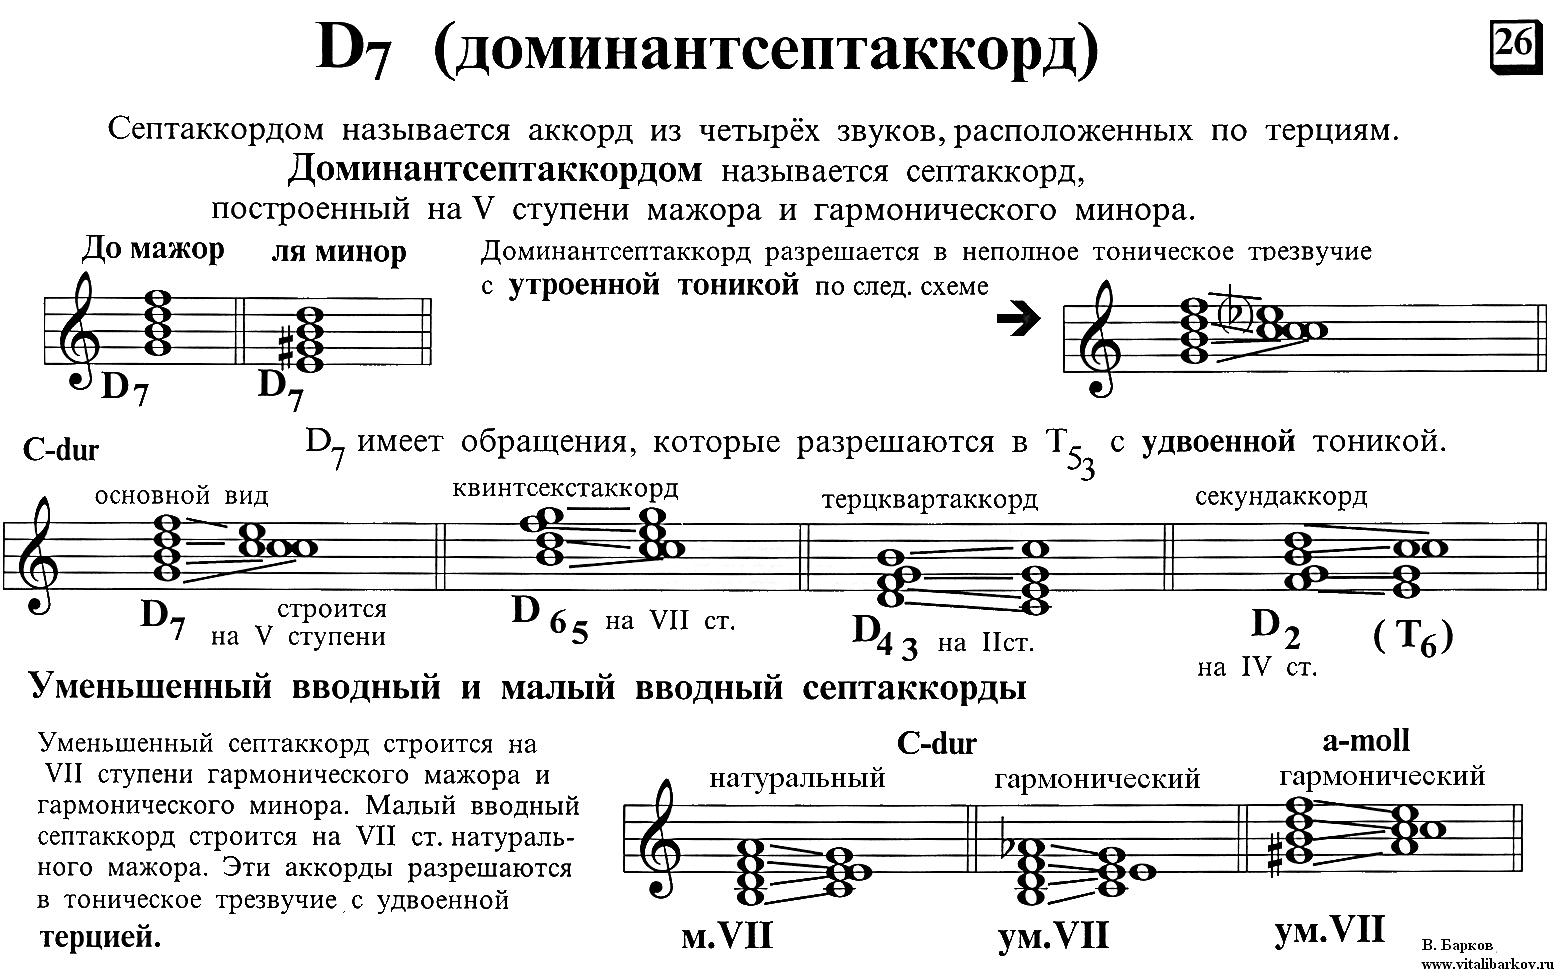 D7 (доминантсептаккорд)
26
Септаккордом называется аккорд из четырёх звуков, расположенных по терциям.
Доминантсептаккордом называется септаккорд,
построенный на V ступени мажора и гармонического минора.
До мажор
ля минор
Доминантсептаккорд разрешается в неполное тоническое трезвучие
с утроенной тоникой по след. схеме
D7
D7
C-dur
D7 имеет обращения, которые разрешаются в T53 с удвоенной тоникой.
основной вид
квинтсекстаккорд
терцквартаккорд
секундаккорд
D7
строится
на V ступени
D65 на VII ст.
D43 на IIст.
D2
(T6)
на IV ст.
Уменьшенный вводный и малый вводный септаккорды
Уменьшенный септаккорд строится на
VII ступени гармонического мажора и
гармонического минора. Малый вводный
септаккорд строится на VII ст. натураль-
ного мажора. Эти аккорды разрешаются
в тоническое трезвучие с удвоенной
терцией.
C-dur
a-moll
натуральный
гармонический
гармонический
м.VII
ум.VII
ум.VII
В. Барков
www.vitalibarkov.ru